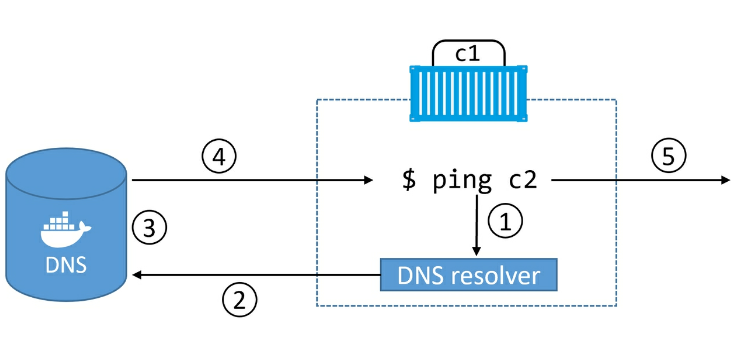 c1
④
$ ping c2
⑤
①
③
DNS
DNS resolver
②